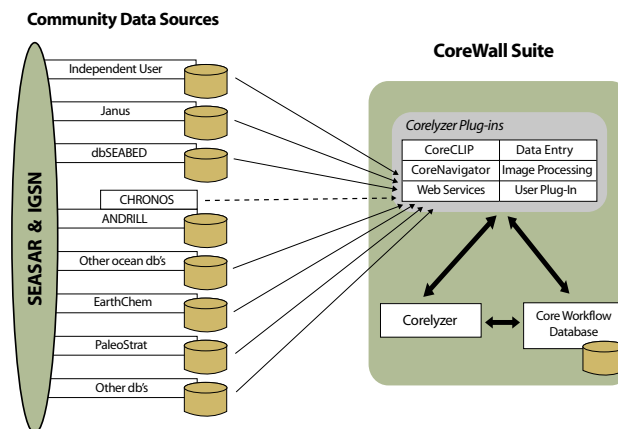 Community Data Sources
CoreWall Suite
SEASAR & IGSN
Independent User
Janus
dbSEABED
CHRONOS
ANDRILL
Other ocean db's
EarthChem
PaleoStrat
Other db's
Corelyzer Plug-ins
CoreCLIP
Data Entry
CoreNavigator
Image Processing
Web Services
User Plug-In
Corelyzer
Core Workflow
Database